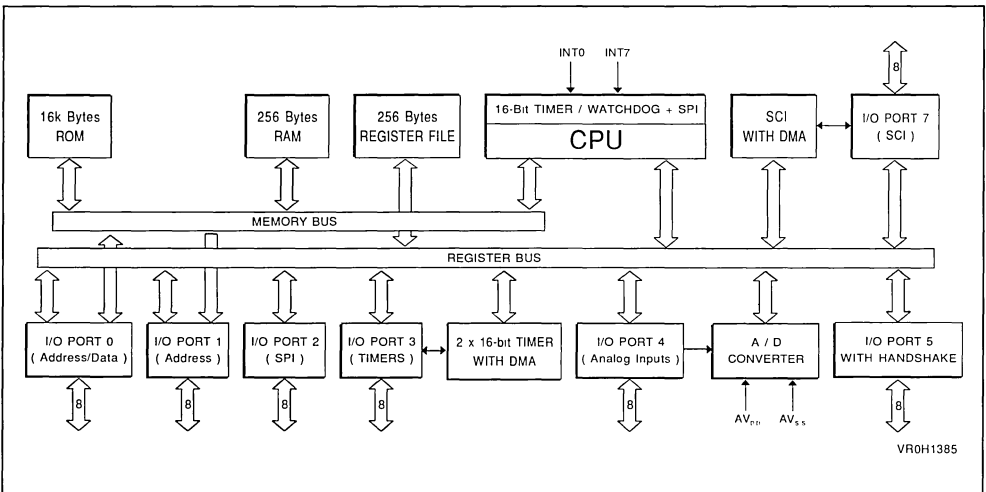 INT0 INT7
8
16k Bytes
ROM
256 Bytes
RAM
256 Bytes
REGISTER FILE
16-Bit TIMER / WATCHDOG + SPI
CPU
SCI
WITH DMA
I/O PORT 7
( SCI )
MEMORY BUS
REGISTER BUS
I/O PORT 0
( Address/Data )
I/O PORT 1
( Address )
I/O PORT 2
( SPI )
I/O PORT 3
( TIMERS )
2 x 16-bit TIMER
WITH DMA
I/O PORT 4
( Analog Inputs )
A / D
CONVERTER
I/O PORT 5
WITH HANDSHAKE
8 8 8 8 8 8
AVDD AVSS
VR0H1385